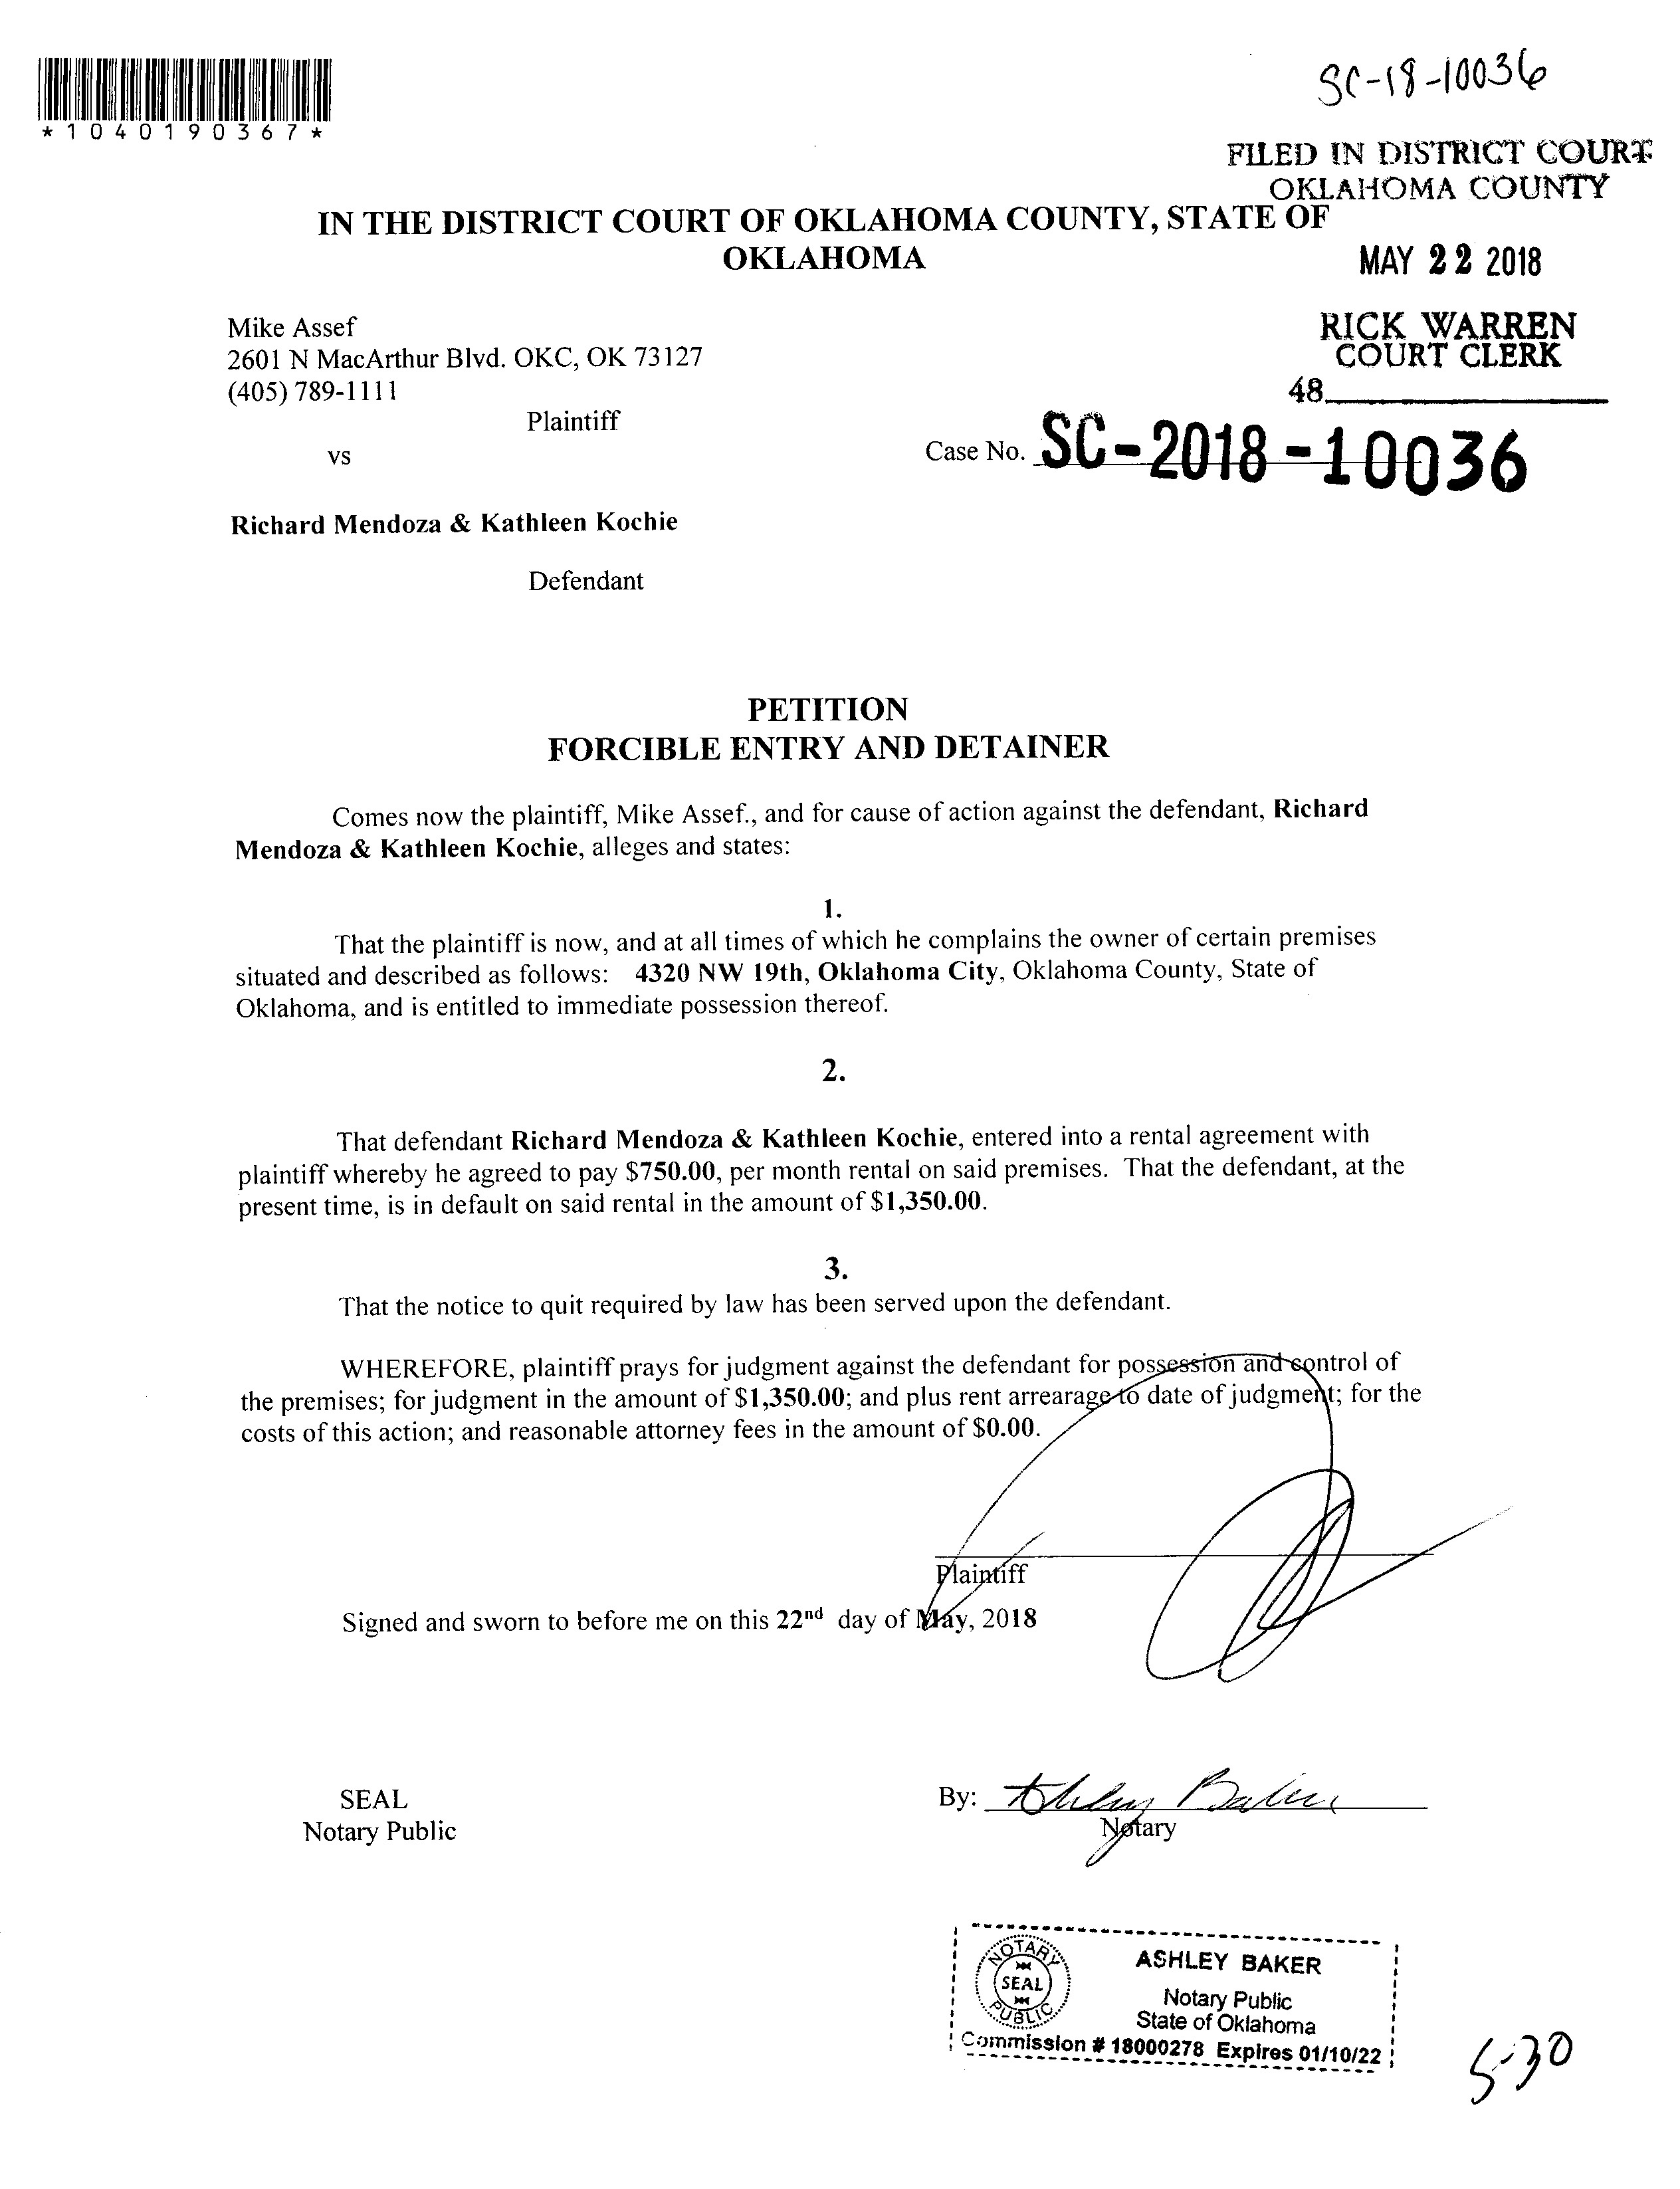 SC-18-10036
*1040190367*
FILED IN DISTRICT COURT
OKLAHOMA COUNTY
IN THE DISTRICT COURT OF OKLAHOMA COUNTY, STATE OF
OKLAHOMA
MAY 22 2018
Mike Assef
2601 N MacArthur Blvd. OKC, OK 73127
(405) 789-1111
RICK WARREN
COURT CLERK
48
Plaintiff
vs
Case No. SC-2018-10036
Richard Mendoza & Kathleen Kochie
Defendant
PETITION
FORCIBLE ENTRY AND DETAINER
Comes now the plaintiff, Mike Assef., and for cause of action against the defendant, Richard
Mendoza & Kathleen Kochie, alleges and states:
1.
That the plaintiff is now, and at all times of which he complains the owner of certain premises
situated and described as follows: 4320 NW 19th, Oklahoma City, Oklahoma County, State of
Oklahoma, and is entitled to immediate possession thereof.
2.
That defendant Richard Mendoza & Kathleen Kochie, entered into a rental agreement with
plaintiff whereby he agreed to pay $750.00, per month rental on said premises. That the defendant, at the
present time, is in default on said rental in the amount of $1,350.00.
3.
That the notice to quit required by law has been served upon the defendant.
WHEREFORE, plaintiff prays for judgment against the defendant for possession and control of
the premises; for judgment in the amount of $1,350.00; and plus rent arrearage to date of judgment; for the
costs of this action; and reasonable attorney fees in the amount of $0.00.
Plaintiff
Signed and sworn to before me on this 22nd day of May, 2018
SEAL
Notary Public
By: Ashley Baker
Notary
NOTARY
SEAL
PUBLIC
ASHLEY BAKER
Notary Public
State of Oklahoma
Commission # 18000278 Expires 01/10/22
5-30